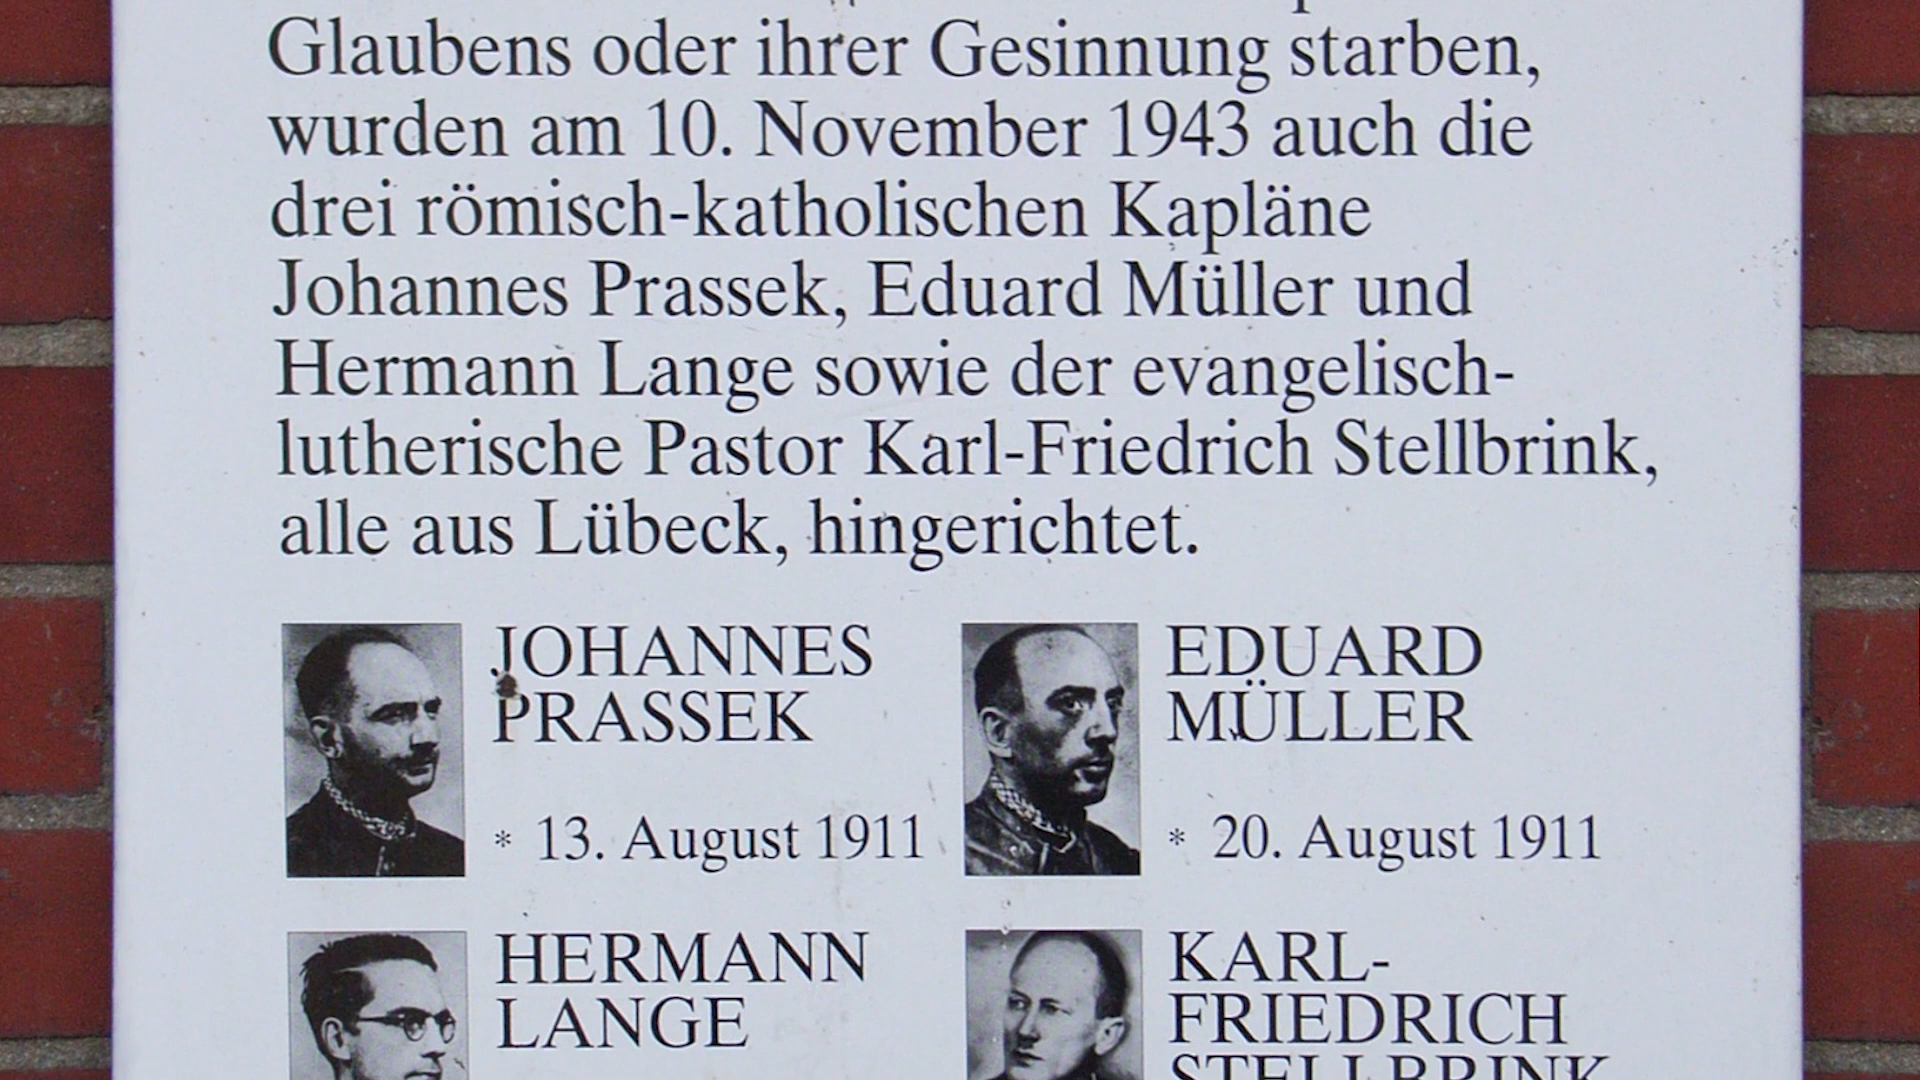 Glaubens oder ihrer Gesinnung starben,
wurden am 10. November 1943 auch die
drei römisch-katholischen Kapläne
Johannes Prassek, Eduard Müller und
Hermann Lange sowie der evangelisch-
lutherische Pastor Karl-Friedrich Stellbrink,
alle aus Lübeck, hingerichtet.
JOHANNES
PRASSEK
* 13. August 1911
EDUARD
MÜLLER
* 20. August 1911
HERMANN
LANGE
KARL-
FRIEDRICH
STELLBRINK